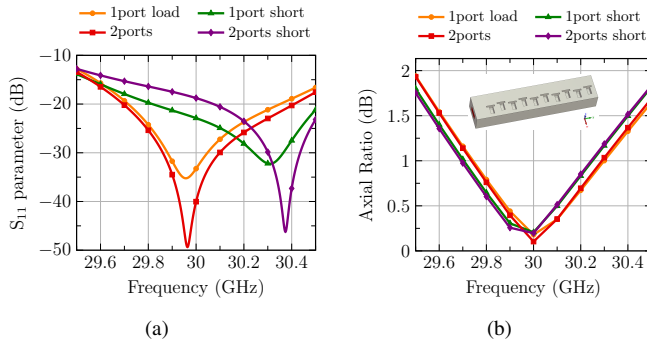 1port load
1port short
2ports
2ports short
−10
−20
−30
−40
−50
S₁₁ parameter (dB)
29.6
29.8
30
30.2
30.4
Frequency (GHz)
(a)
1port load
1port short
2ports
2ports short
2
1.5
1
0.5
0
Axial Ratio (dB)
29.6
29.8
30
30.2
30.4
Frequency (GHz)
(b)